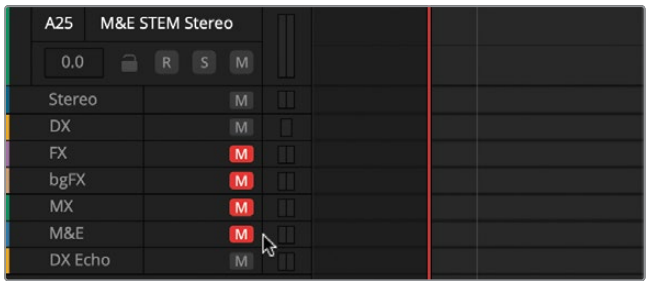 A25 M&E STEM Stereo
0.0 R S M
Stereo M
DX M
FX M
bgFX M
MX M
M&E M
DX Echo M